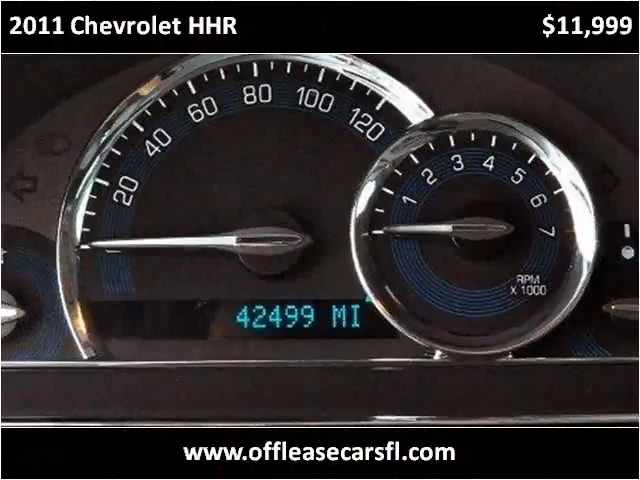 2011 Chevrolet HHR $11,999
20 40 60 80 100 120
1 2 3 4 5 6 7
RPM
X 1000
42499 MI
www.offleasecarsfl.com